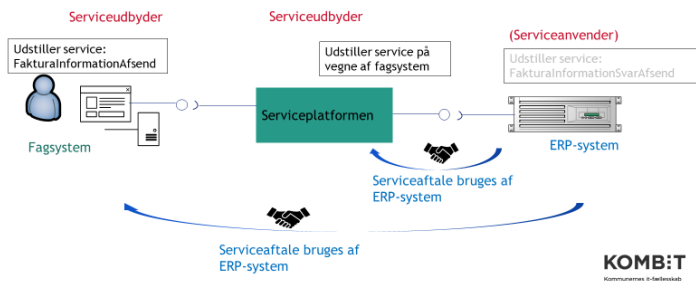 Serviceudbyder
Serviceudbyder
(Serviceanvender)
Udstiller service:
FakturaInformationAfsend
Udstiller service på
vegne af fagsystem
Udstiller service:
FakturaInformationSvarAfsend
Serviceplatformen
Fagsystem
ERP-system
Serviceaftale bruges af
ERP-system
Serviceaftale bruges af
ERP-system
KOMBIT
Kommunernes it-fællesskab